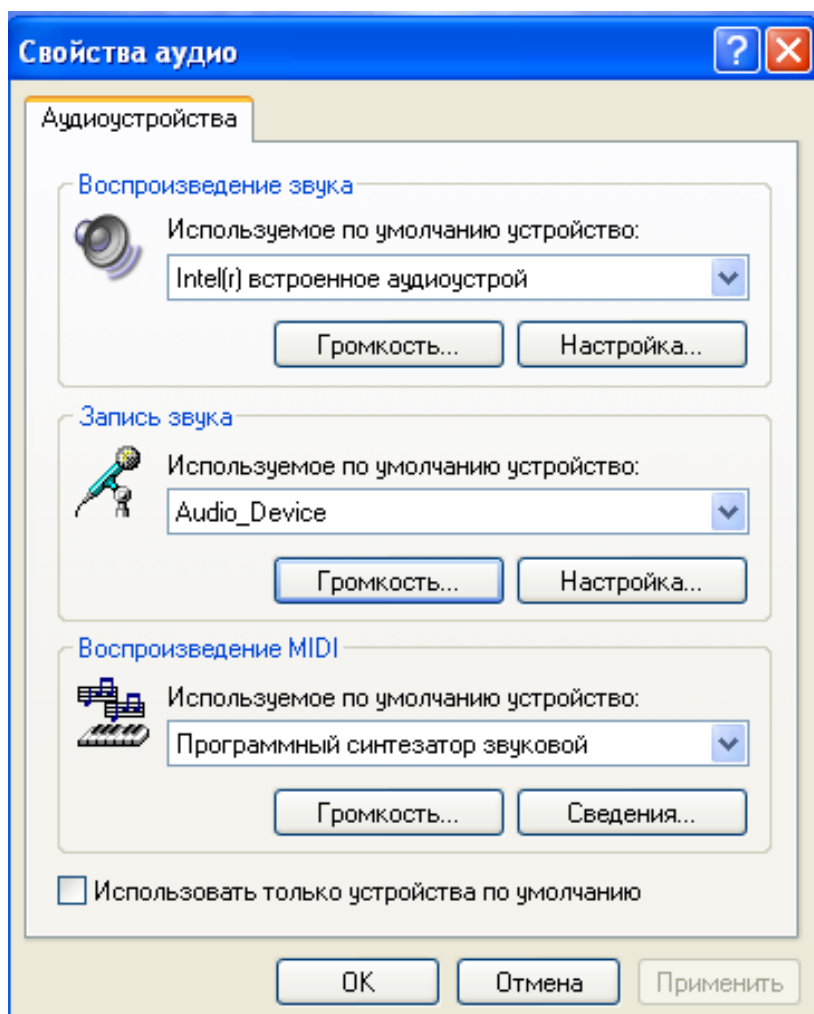 Свойства аудио
Аудиоустройства
Воспроизведение звука
Используемое по умолчанию устройство:
Intel(r) встроенное аудиоустрой
Громкость... Настройка...
Запись звука
Используемое по умолчанию устройство:
Audio_Device
Громкость... Настройка...
Воспроизведение MIDI
Используемое по умолчанию устройство:
Программный синтезатор звуковой
Громкость... Сведения...
Использовать только устройства по умолчанию
ОК Отмена Применить